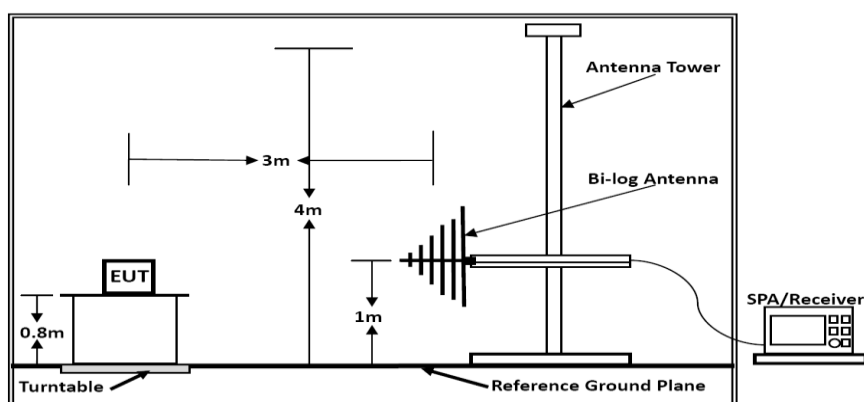 Antenna Tower
3m
Bi-log Antenna
4m
EUT
SPA/Receiver
0.8m
1m
Turntable
Reference Ground Plane